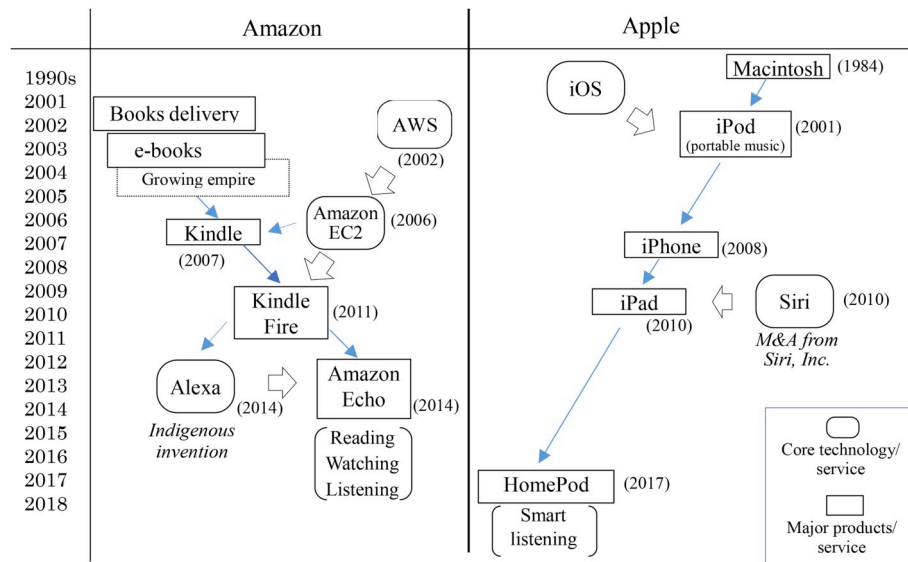 Amazon
Apple
1990s
2001
2002
2003
2004
2005
2006
2007
2008
2009
2010
2011
2012
2013
2014
2015
2016
2017
2018
Books delivery
e-books
Growing empire
AWS
(2002)
Amazon
EC2
(2006)
Kindle
(2007)
Kindle
Fire
(2011)
Alexa
(2014)
Indigenous
invention
Amazon
Echo
(2014)
Reading
Watching
Listening
Macintosh
(1984)
iOS
iPod
(portable music)
(2001)
iPhone
(2008)
iPad
(2010)
Siri
(2010)
M&A from
Siri, Inc.
HomePod
(2017)
Smart
listening
Core technology/
service
Major products/
service